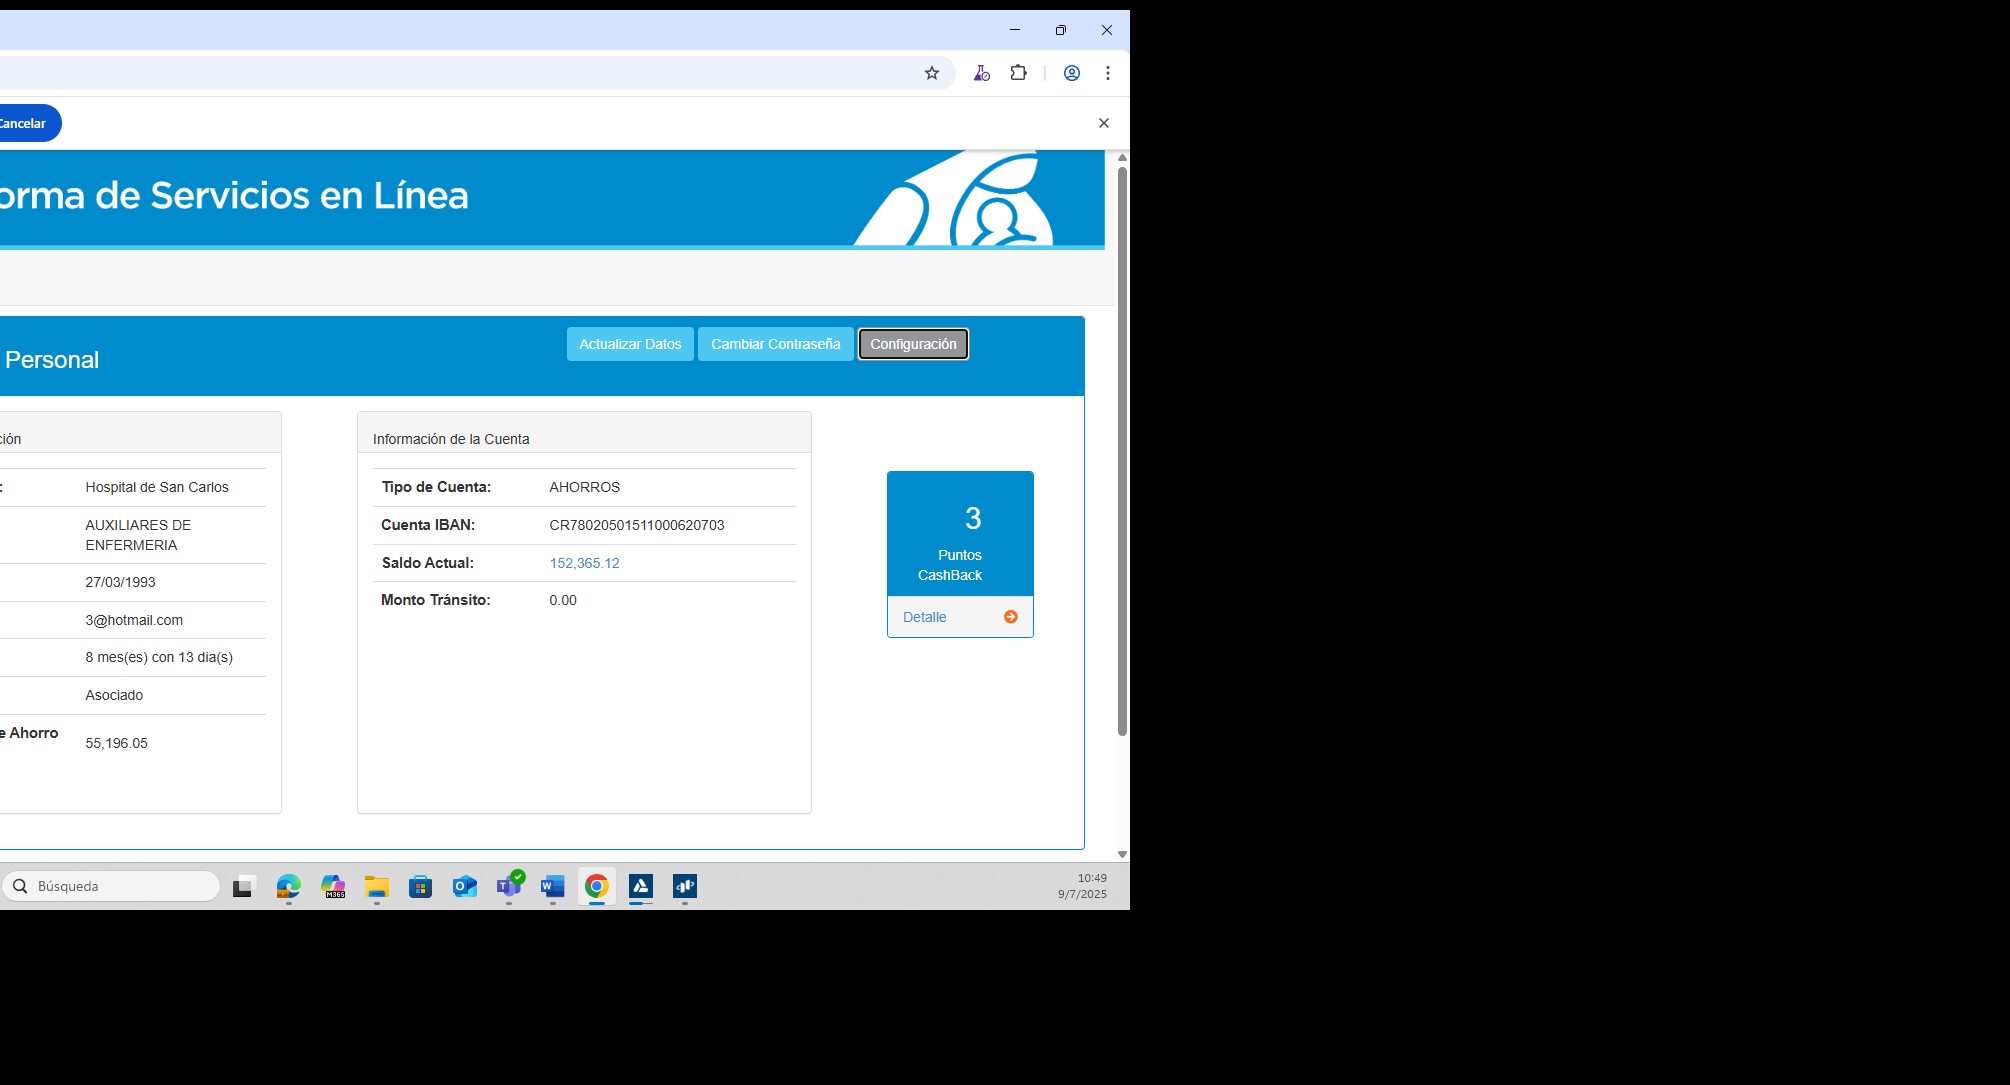 Cancelar
orma de Servicios en Línea
Personal
Actualizar Datos
Cambiar Contraseña
Configuración
ción
:
Hospital de San Carlos
AUXILIARES DE
ENFERMERIA
27/03/1993
3@hotmail.com
8 mes(es) con 13 dia(s)
Asociado
e Ahorro
55,196.05
Información de la Cuenta
Tipo de Cuenta: AHORROS
Cuenta IBAN: CR78020501511000620703
Saldo Actual: 152,365.12
Monto Tránsito: 0.00
3
Puntos
CashBack
Detalle
Búsqueda
M365
10:49
9/7/2025